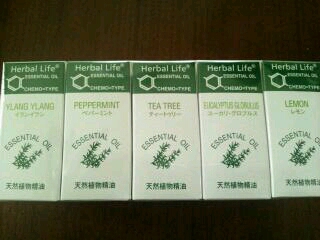 Herbal Life®
ESSENTIAL OIL
CHEMO•TYPE
YLANG YLANG
イランイラン
ESSENTIAL OIL
天然植物精油
Herbal Life®
ESSENTIAL OIL
CHEMO•TYPE
PEPPERMINT
ペパーミント
ESSENTIAL OIL
天然植物精油
Herbal Life®
ESSENTIAL OIL
CHEMO•TYPE
TEA TREE
ティートゥリー
ESSENTIAL OIL
天然植物精油
Herbal Life®
ESSENTIAL OIL
CHEMO•TYPE
EUCALYPTUS GLOBULUS
ユーカリ・グロブルス
ESSENTIAL OIL
天然植物精油
Herbal Life®
ESSENTIAL OIL
CHEMO•TYPE
LEMON
レモン
ESSENTIAL OIL
天然植物精油